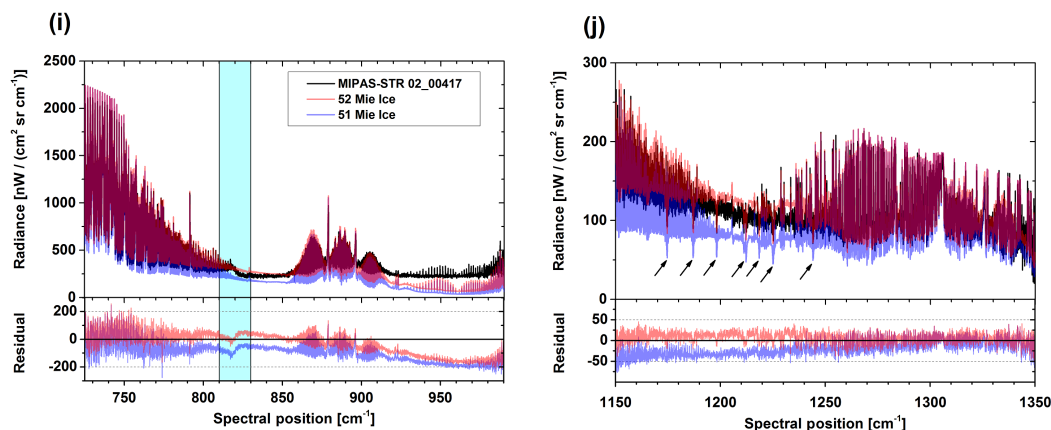 (i)
(j)
2500
2000
1500
1000
500
0
Radiance [nW / (cm² sr cm⁻¹)]
MIPAS-STR 02_00417
52 Mie Ice
51 Mie Ice
200
0
-200
Residual
750 800 850 900 950
Spectral position [cm⁻¹]
300
200
100
0
Radiance [nW / (cm² sr cm⁻¹)]
50
0
-50
Residual
1150 1200 1250 1300 1350
Spectral position [cm⁻¹]